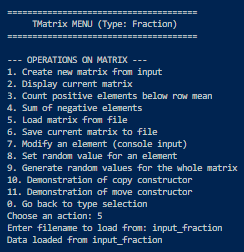 =====================================
TMatrix MENU (Type: Fraction)
=====================================
--- OPERATIONS ON MATRIX ---
1. Create new matrix from input
2. Display current matrix
3. Count positive elements below row mean
4. Sum of negative elements
5. Load matrix from file
6. Save current matrix to file
7. Modify an element (console input)
8. Set random value for an element
9. Generate random values for the whole matrix
10. Demonstration of copy constructor
11. Demonstration of move constructor
0. Go back to type selection
Choose an action: 5
Enter filename to load from: input_fraction
Data loaded from input_fraction